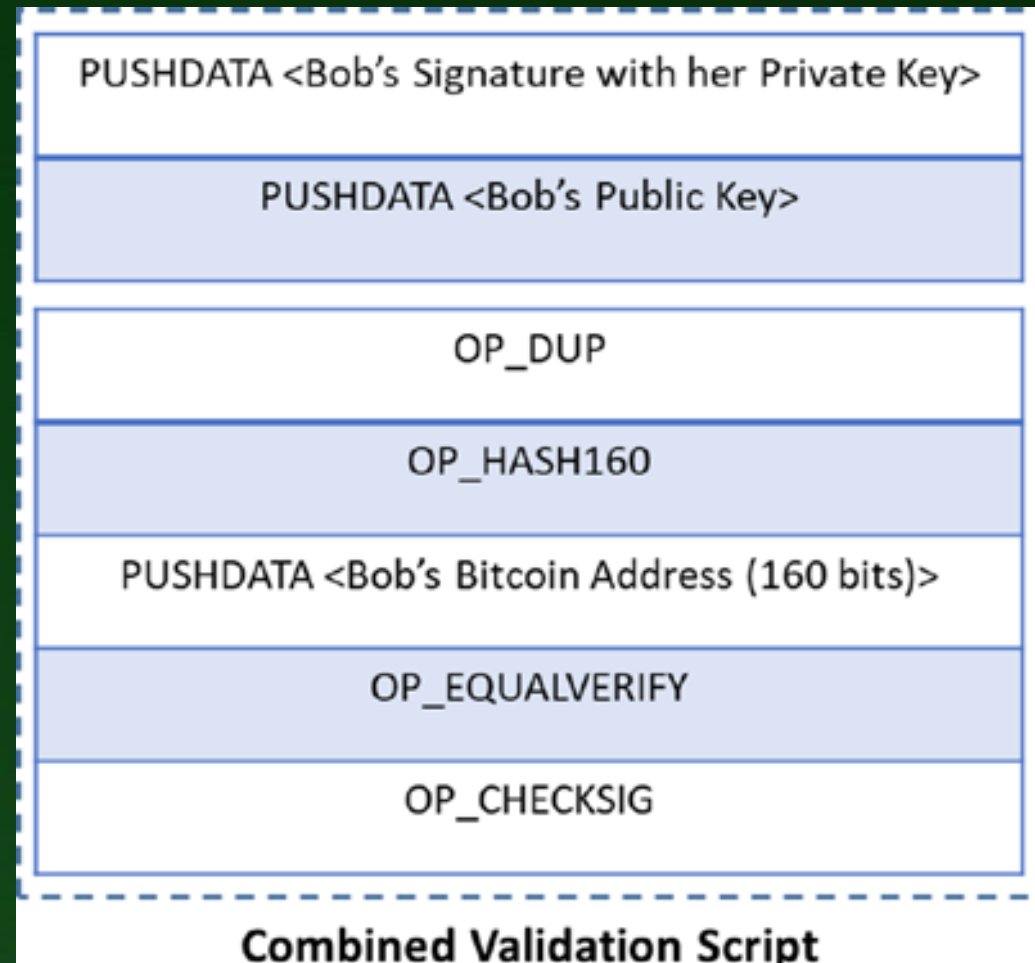 PUSHDATA <Bob’s Signature with her Private Key>
PUSHDATA <Bob’s Public Key>
OP_DUP
OP_HASH160
PUSHDATA <Bob’s Bitcoin Address (160 bits)>
OP_EQUALVERIFY
OP_CHECKSIG
Combined Validation Script